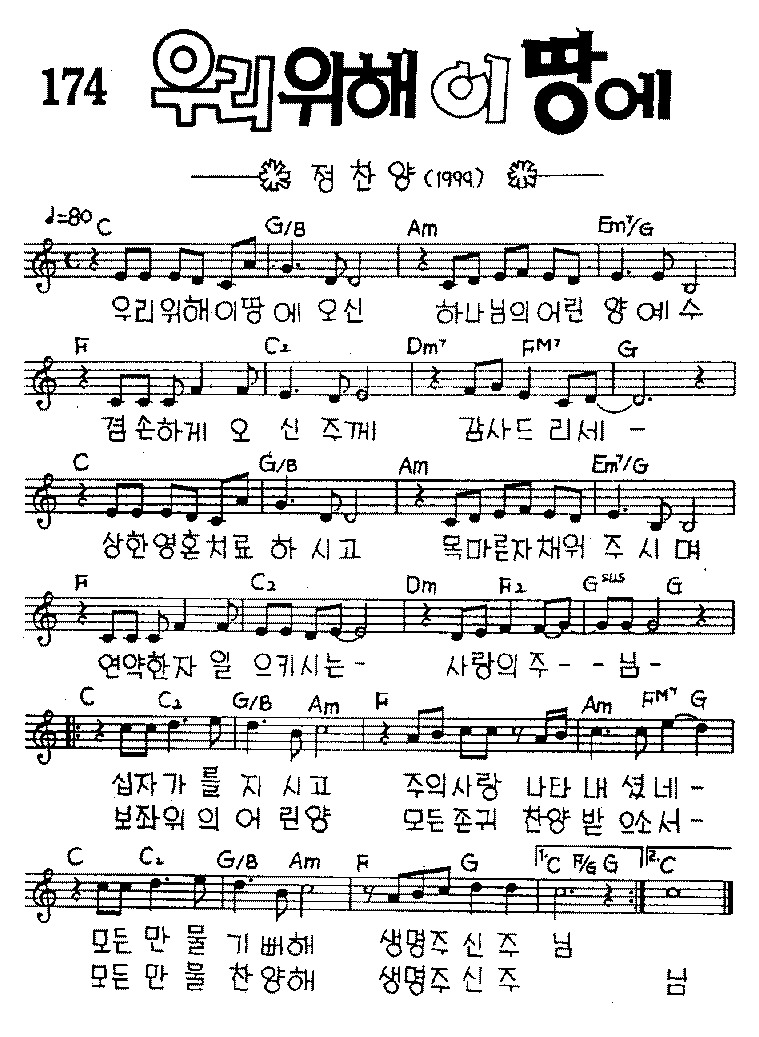 174 우리 위해 이 땅에
정 찬 양 (1999.)
♩=80 C G/B Am Em7/G
우리 위해 이 땅 에 오 신 하나님의 어린 양 예 수
F C2 Dm7 FM7 G
겸 손하게 오 신 주께 감사드 리세 -
C G/B Am Em7/G
상한영혼치료 하 시고 목마른자채워 주 시며
F C2 Dm F2 Gsus G
연약한자 일 으키시는- 사랑의 주 - - 님 -
C C2 G/B Am F Am FM7 G
십자가 를 지 시고 주의사랑 나타 내 셨 네 -
보좌위 의 어 린양 모든존귀 찬양 받 으소서 -
C C2 G/B Am F G 1. C F/G G 2. C
모든 만 물 기 뻐해 생명주 신 주 님
모든 만 물 찬 양해 생명주 신 주 님